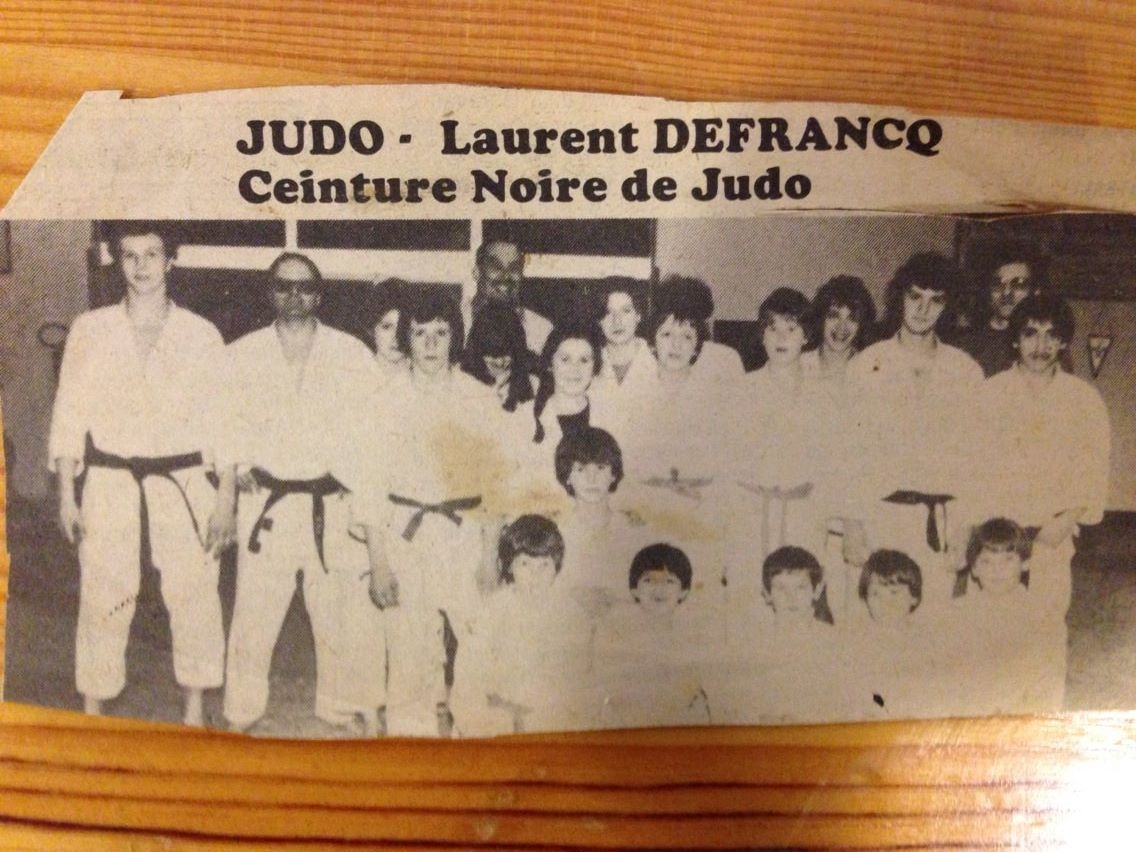 JUDO - Laurent DEFRANCQ
Ceinture Noire de Judo